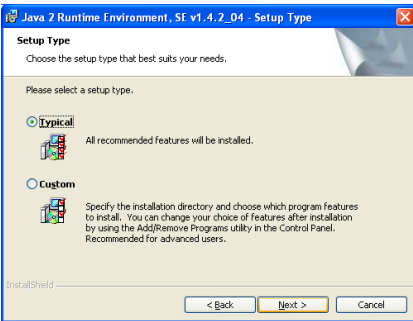 Java 2 Runtime Environment, SE v1.4.2_04 - Setup Type
Setup Type
Choose the setup type that best suits your needs.
Please select a setup type.
Typical
All recommended features will be installed.
Custom
Specify the installation directory and choose which program features
to install. You can change your choice of features after installation
by using the Add/Remove Programs utility in the Control Panel.
Recommended for advanced users.
InstallShield
< Back Next > Cancel